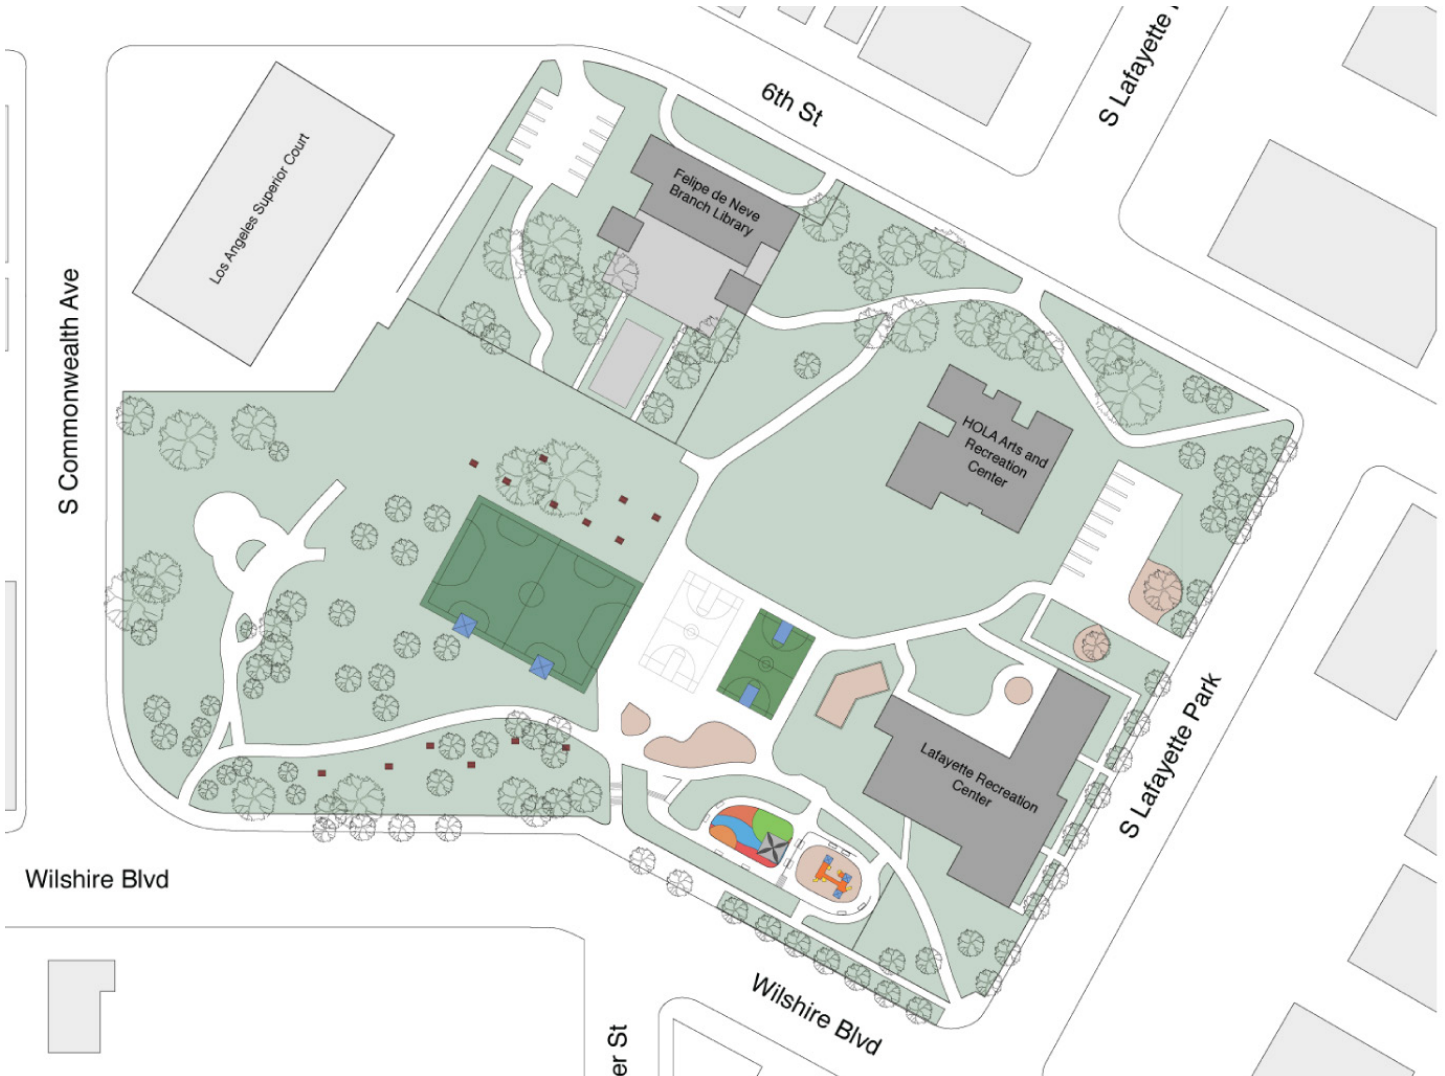 6th St
S Lafayette
Los Angeles Superior Court
Felipe de Neve
Branch Library
S Commonwealth Ave
HOLA Arts and
Recreation
Center
S Lafayette Park
Lafayette Recreation
Center
Wilshire Blvd
Wilshire Blvd
er St